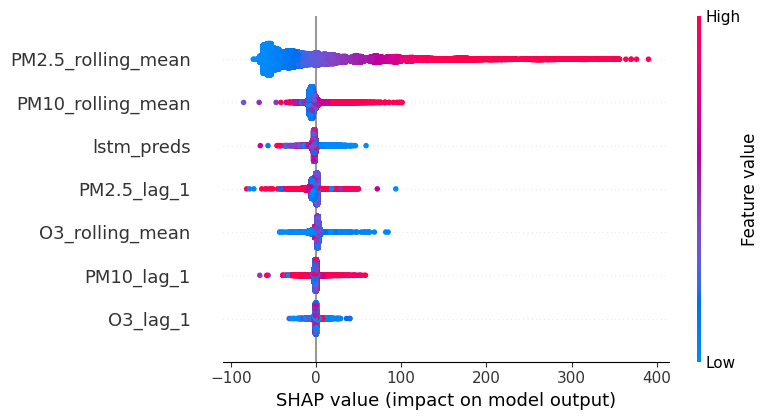 High
PM2.5_rolling_mean
PM10_rolling_mean
lstm_preds
PM2.5_lag_1
O3_rolling_mean
PM10_lag_1
O3_lag_1
Feature value
Low
−100 0 100 200 300 400
SHAP value (impact on model output)